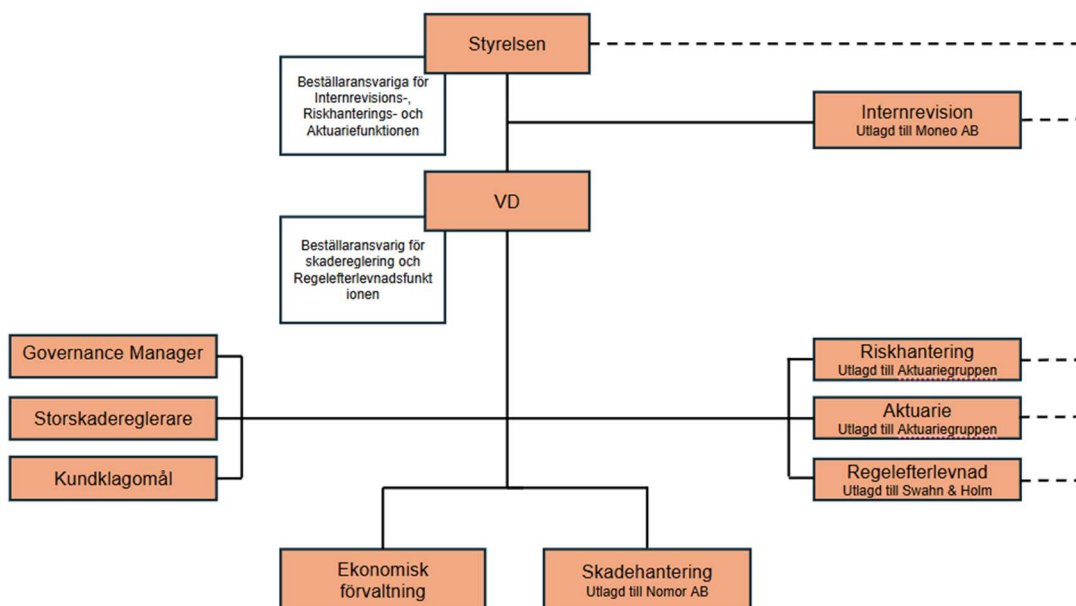 Styrelsen
Beställaransvariga för
Internrevisions-,
Riskhanterings- och
Aktuariefunktionen
Internrevision
Utlagd till Moneo AB
VD
Beställaransvarig för
skadereglering och
Regelefterlevnadsfunkt
ionen
Governance Manager
Storskadereglerare
Kundklagomål
Riskhantering
Utlagd till Aktuariegruppen
Aktuarie
Utlagd till Aktuariegruppen
Regelefterlevnad
Utlagd till Swahn & Holm
Ekonomisk
förvaltning
Skadehantering
Utlagd till Nomor AB